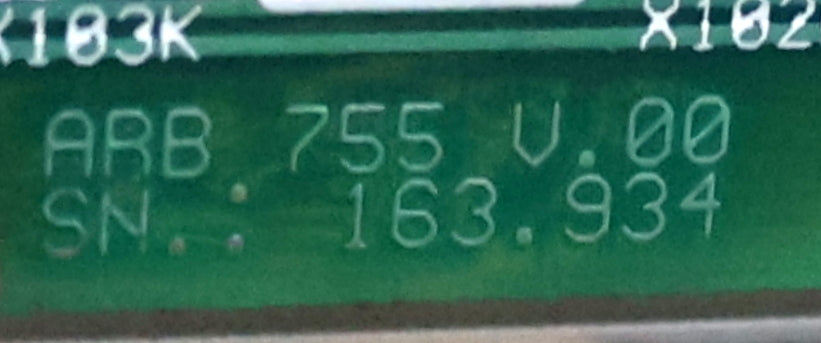 X103K X102
ARB 755 V.00
SN.: 163.934